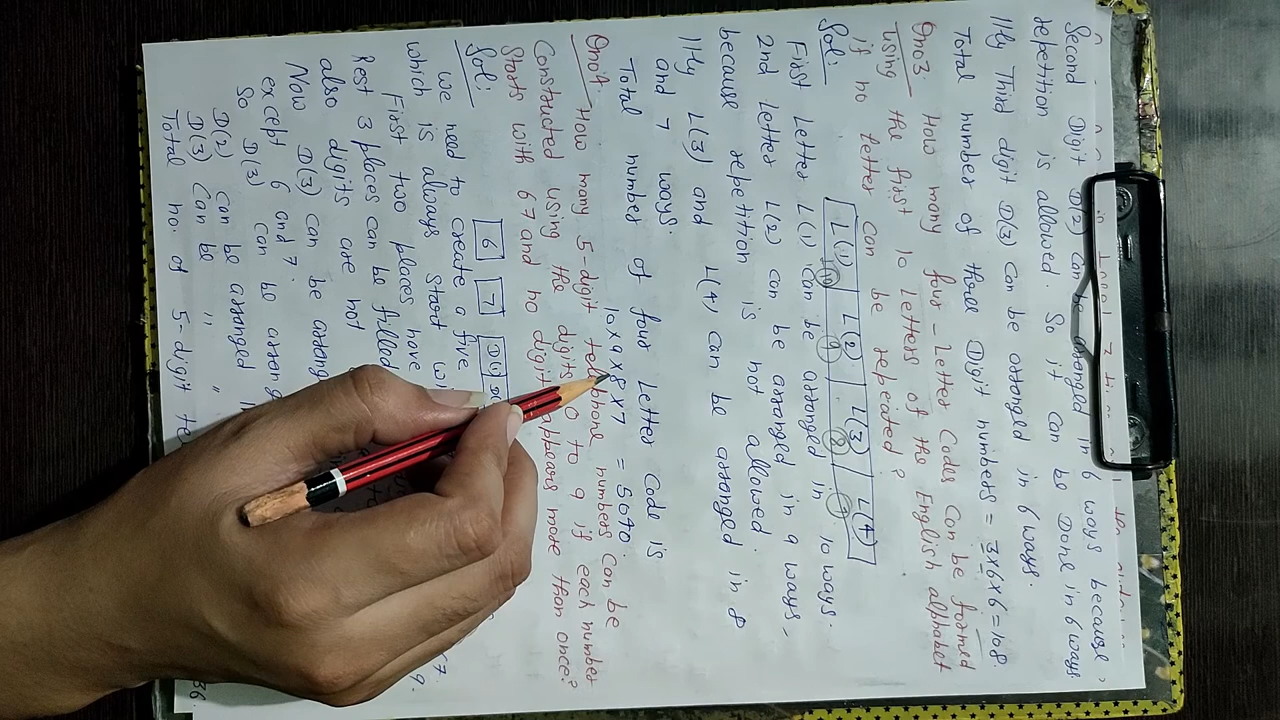 Second Digit D(2) can be arranged in 6 ways because
repetition is allowed. So it can be Done in 6 ways.
111y Third digit D(3) can be arranged in 6 ways.
Total number of three Digit numbers = 3x6x6=108
Qno3. How many four-Letter Codes Can be formed
using the first 10 Letters of the English alphabet
if no letter can be repeated?
Sol:
L(1) L(2) L(3) L(4)
10 9 8 7
First Letter L(1) can be arranged in 10 ways.
2nd Letter L(2) can be arranged in 9 ways,
because repetition is not allowed.
111y L(3) and L(4) can be arranged in 8
and 7 ways.
Total number of four Letter Code is
10x9x8x7 = 5040.
Qno4. How many 5-digit telephone numbers Can be
Constructed using the digits 0 to 9 if each number
Starts with 67 and no digit appears more than once?
Sol:
6 7 D(1)
we need to create a five
which is always start
First two places have
Rest 3 places can be filled
also digits are not
Now D(3) can be
except 6 and 7.
So D(3) can be
D(2) can be arranged
D(3) Can be " "
Total no. of 5-digit